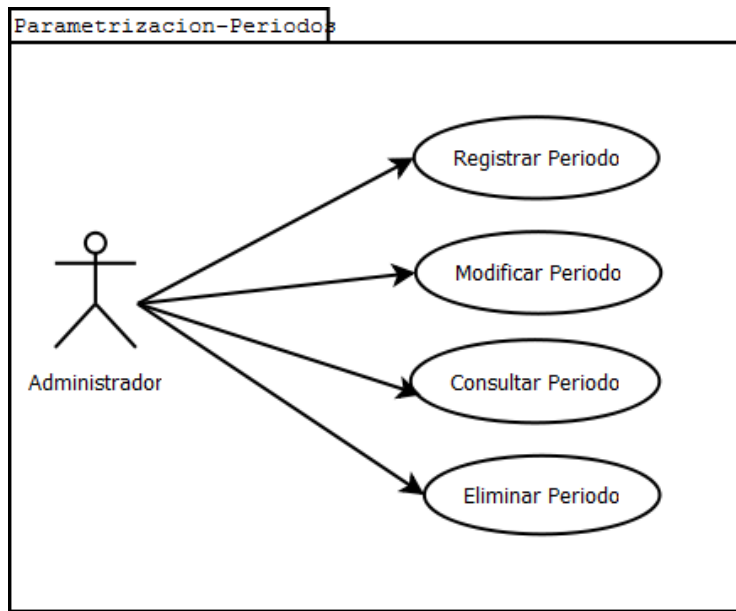 Parametrizacion-Periodos
Registrar Periodo
Modificar Periodo
Consultar Periodo
Eliminar Periodo
Administrador